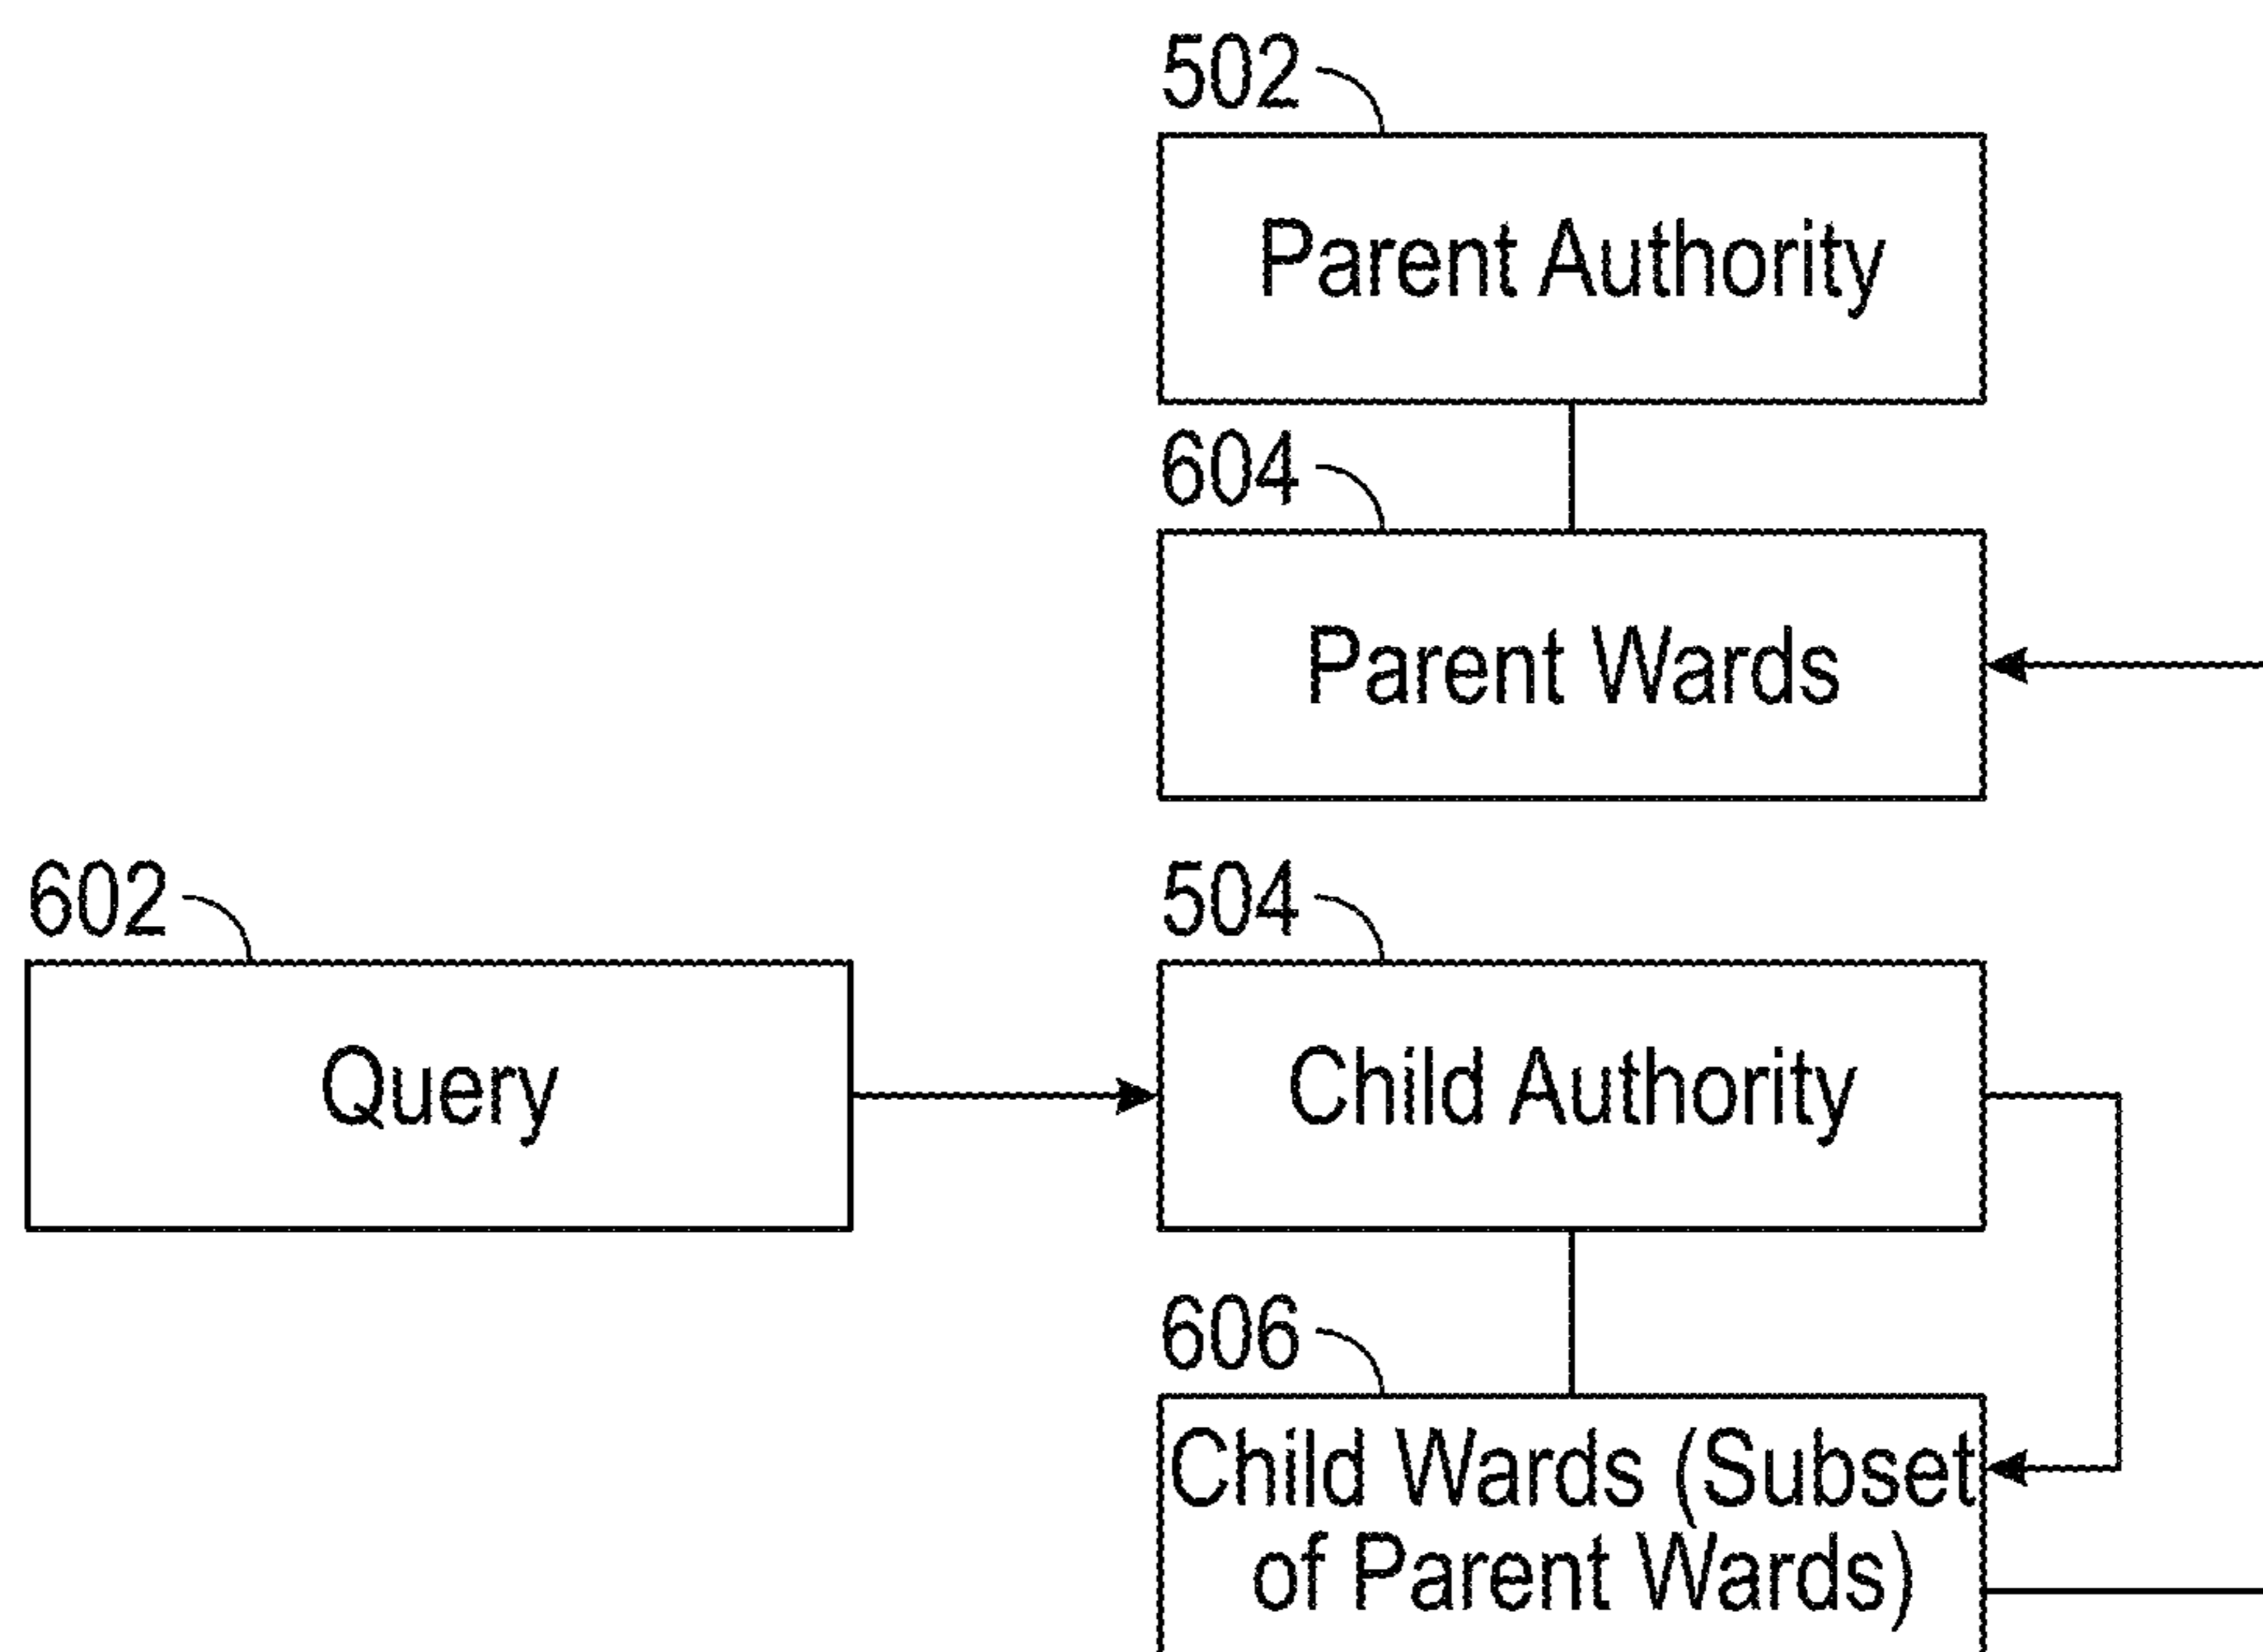 502
Parent Authority
604
Parent Wards
602
Query
504
Child Authority
606
Child Wards (Subset
of Parent Wards)